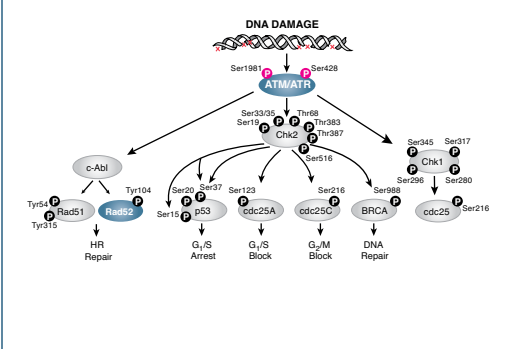 DNA DAMAGE
Ser1981 P P Ser428
ATM/ATR
Ser33/35 Thr68
Ser19 P P P P Thr383
P Thr387
Chk2
P Ser516
Ser345 Ser317
P P
Chk1
P P
Ser296 Ser280
c-Abl
Tyr54 P Rad51
P Tyr315
Tyr104 P
Rad52
Ser20 Ser37
P P
Ser15 P p53
Ser123 P
cdc25A
Ser216 P
cdc25C
Ser988 P
BRCA
P Ser216
cdc25
HR
Repair
G1/S
Arrest
G1/S
Block
G2/M
Block
DNA
Repair